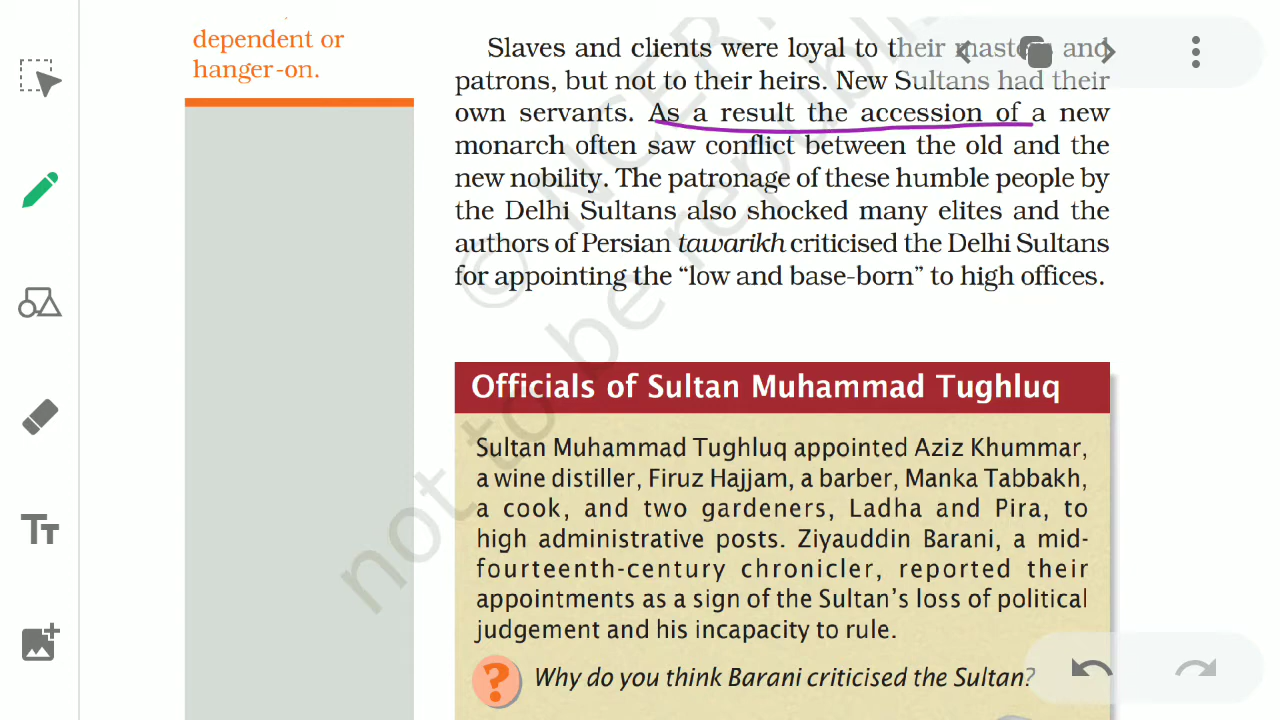 dependent or
hanger-on.
Slaves and clients were loyal to their masters and
patrons, but not to their heirs. New Sultans had their
own servants. As a result the accession of a new
monarch often saw conflict between the old and the
new nobility. The patronage of these humble people by
the Delhi Sultans also shocked many elites and the
authors of Persian tawarikh criticised the Delhi Sultans
for appointing the “low and base-born” to high offices.
Officials of Sultan Muhammad Tughluq
Sultan Muhammad Tughluq appointed Aziz Khummar,
a wine distiller, Firuz Hajjam, a barber, Manka Tabbakh,
a cook, and two gardeners, Ladha and Pira, to
high administrative posts. Ziyauddin Barani, a mid-
fourteenth-century chronicler, reported their
appointments as a sign of the Sultan’s loss of political
judgement and his incapacity to rule.
? Why do you think Barani criticised the Sultan?
Tт
© NCERT
not to be republi